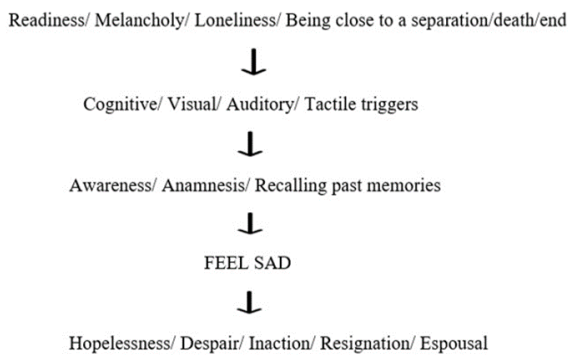 Readiness/ Melancholy/ Loneliness/ Being close to a separation/death/end
Cognitive/ Visual/ Auditory/ Tactile triggers
Awareness/ Anamnesis/ Recalling past memories
FEEL SAD
Hopelessness/ Despair/ Inaction/ Resignation/ Espousal